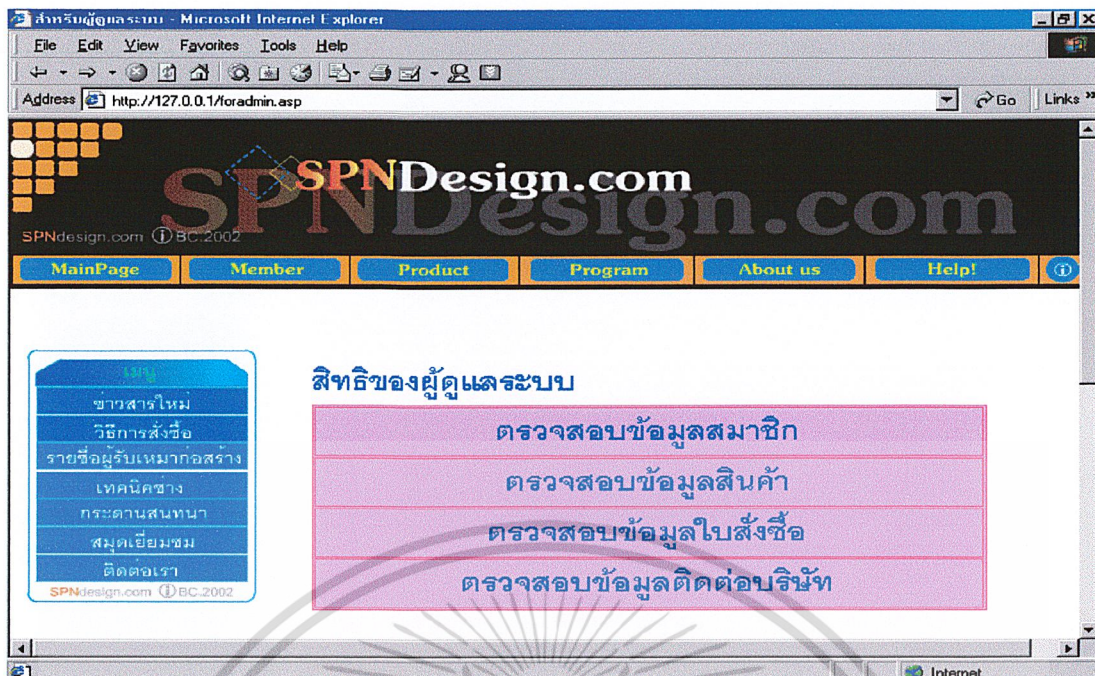 สำหรับผู้ดูแลระบบ - Microsoft Internet Explorer
File Edit View Favorites Tools Help
Address http://127.0.0.1/foradmin.asp Go Links »
SPNDesign.com
SPNDesign.com
SPNdesign.com ⓘ BC.2002
MainPage Member Product Program About us Help!
เมนู
ข่าวสารใหม่
วิธีการสั่งซื้อ
รายชื่อผู้รับเหมาก่อสร้าง
เทคนิคช่าง
กระดานสนทนา
สมุดเยี่ยมชม
ติดต่อเรา
SPNdesign.com ⓘ BC.2002
สิทธิของผู้ดูแลระบบ
ตรวจสอบข้อมูลสมาชิก
ตรวจสอบข้อมูลสินค้า
ตรวจสอบข้อมูลใบสั่งซื้อ
ตรวจสอบข้อมูลติดต่อบริษัท
Internet